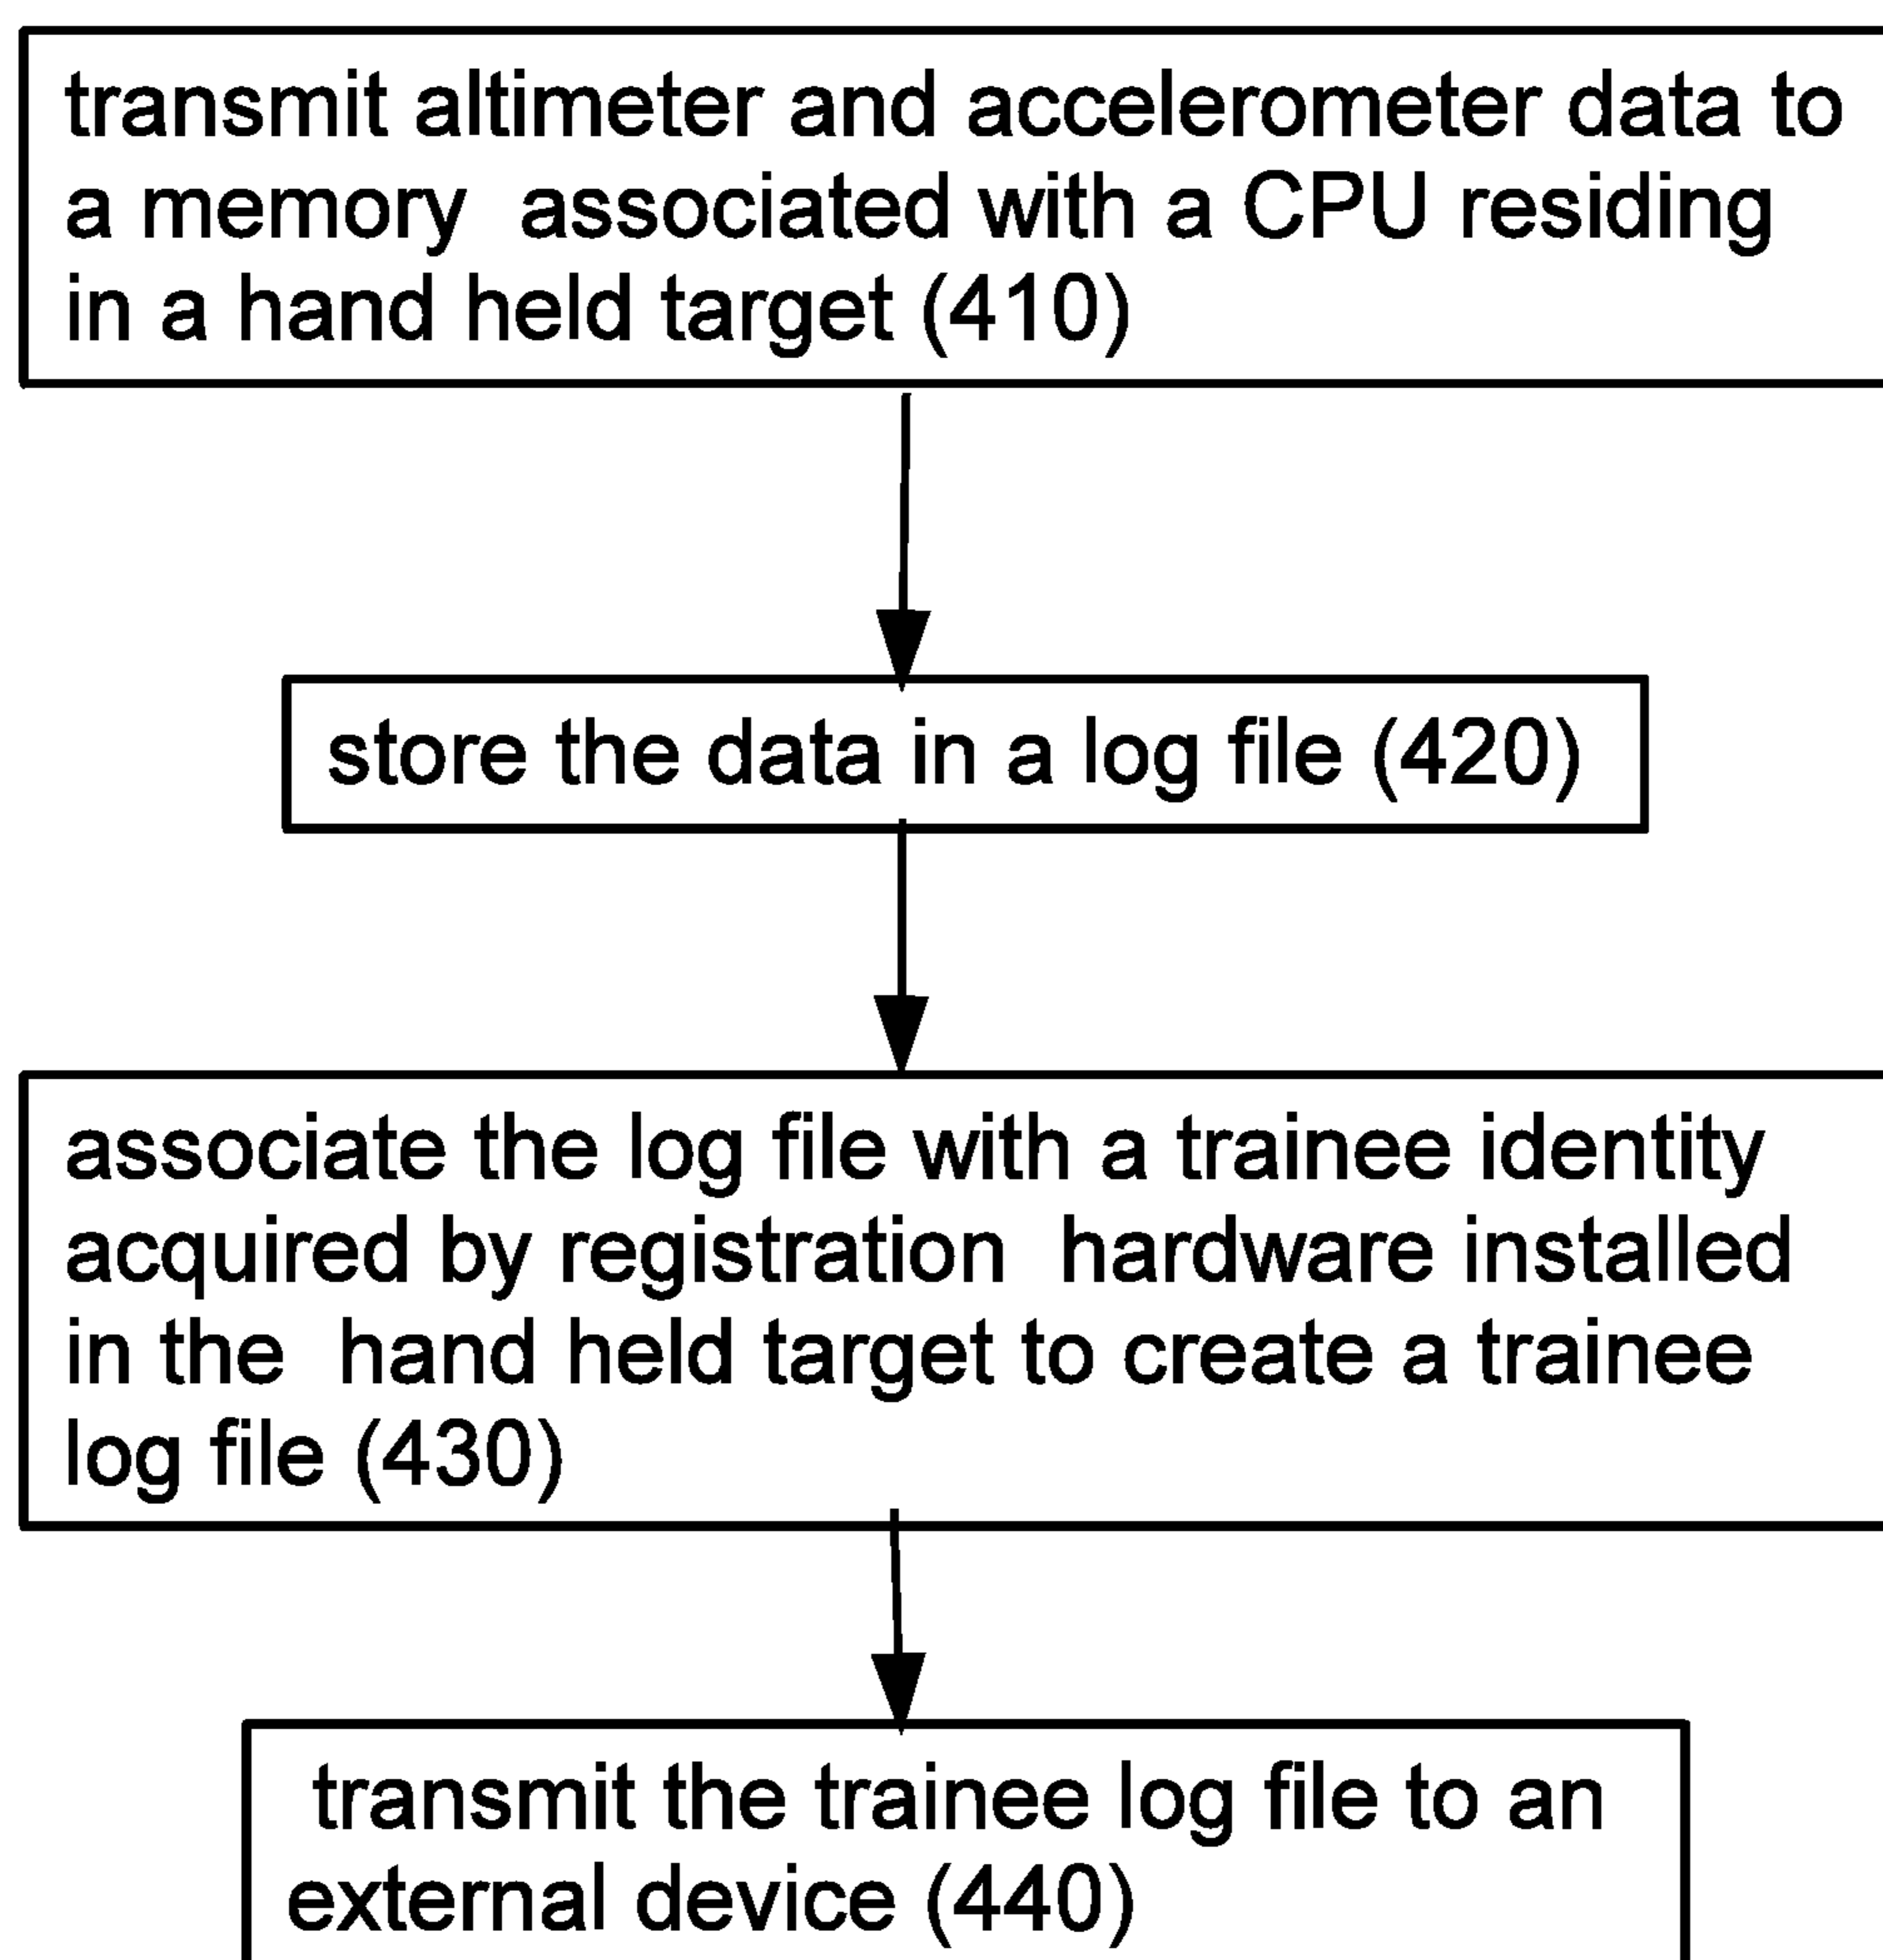 transmit altimeter and accelerometer data to
a memory associated with a CPU residing
in a hand held target (410)
store the data in a log file (420)
associate the log file with a trainee identity
acquired by registration hardware installed
in the hand held target to create a trainee
log file (430)
transmit the trainee log file to an
external device (440)